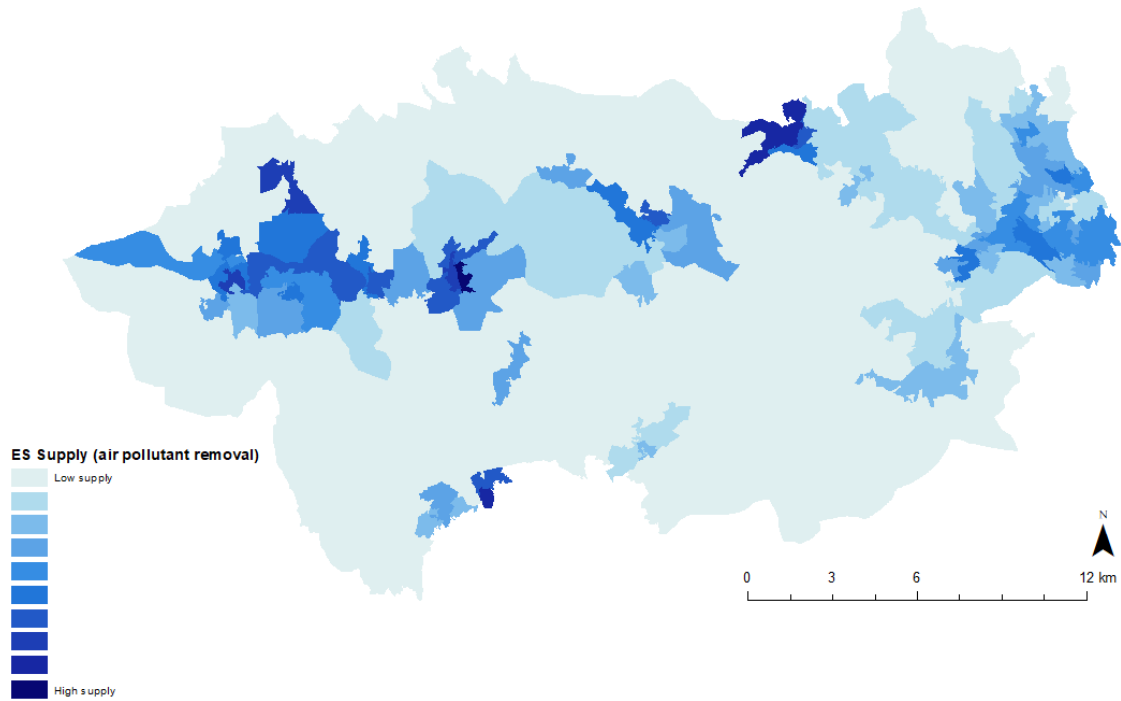 ES Supply (air pollutant removal)
Low supply
High supply
N
0 3 6 12 km